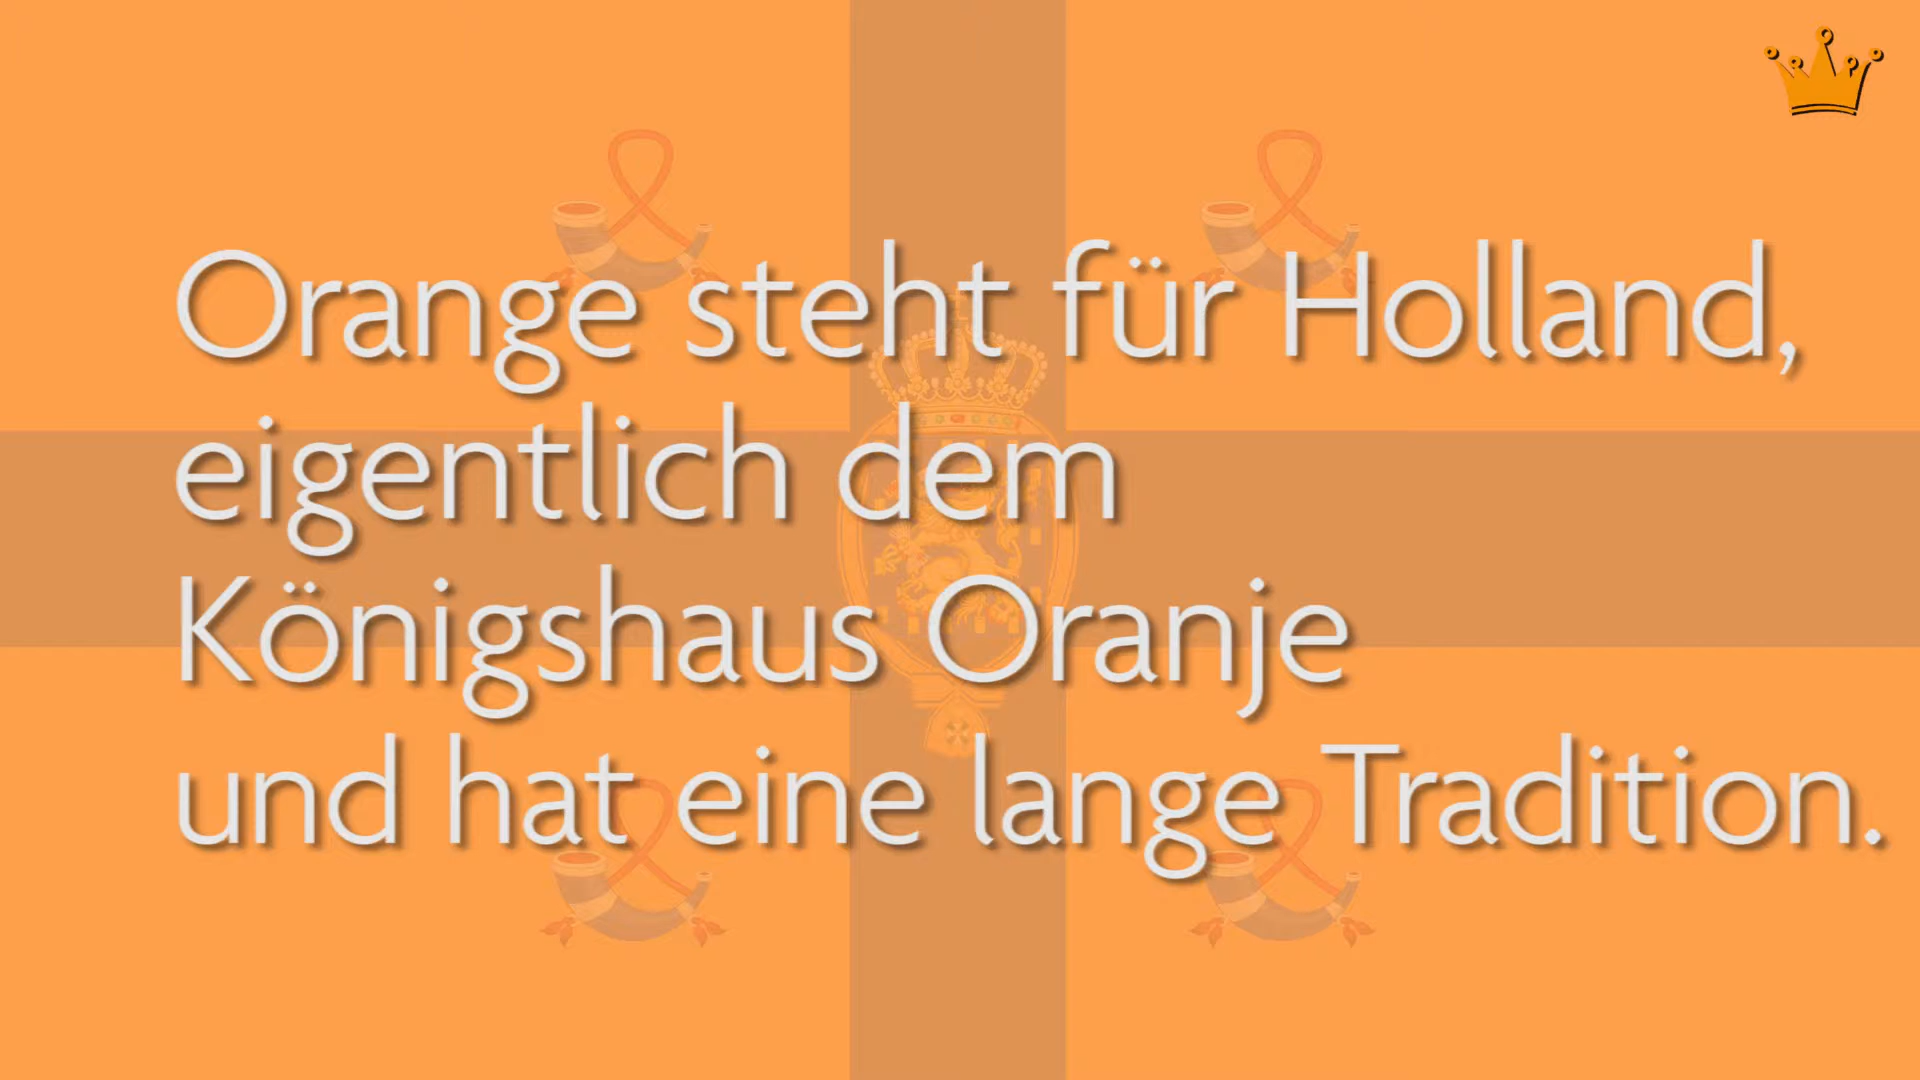 Orange steht für Holland,
eigentlich dem
Königshaus Oranje
und hat eine lange Tradition.